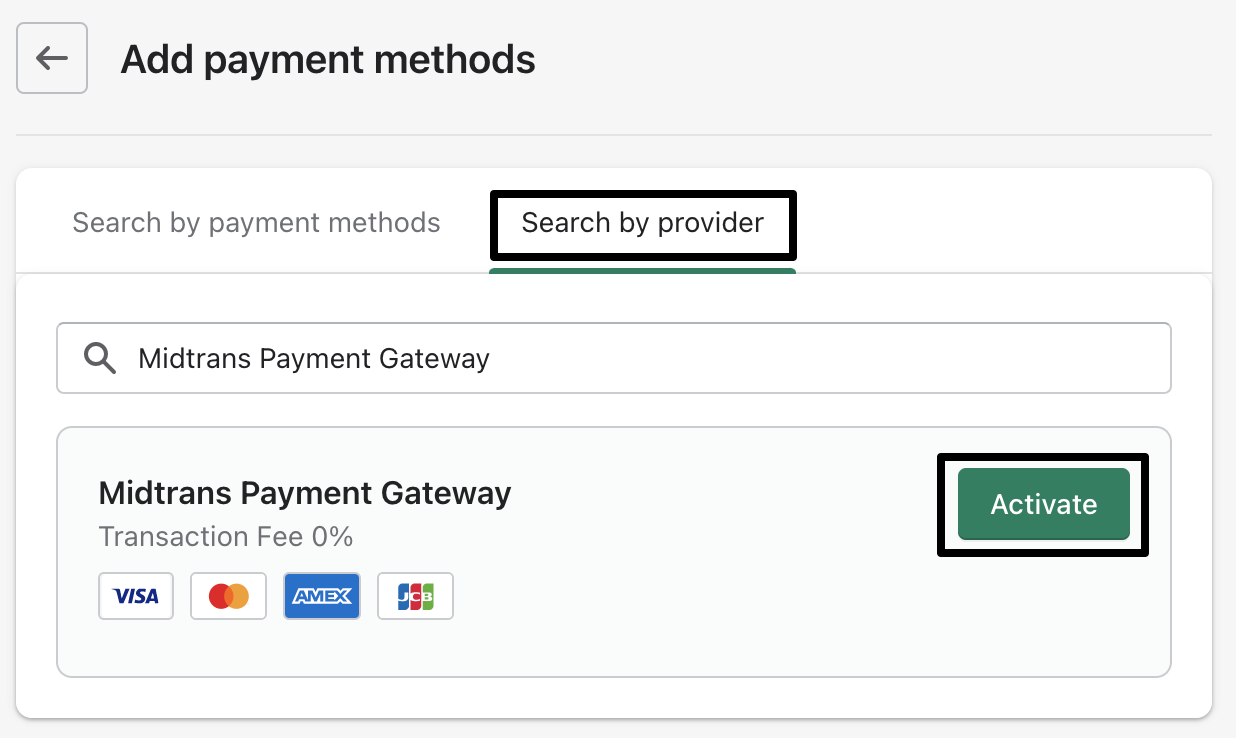 Add payment methods
Search by payment methods Search by provider
Midtrans Payment Gateway
Midtrans Payment Gateway
Activate
Transaction Fee 0%
VISA AMEX JCB